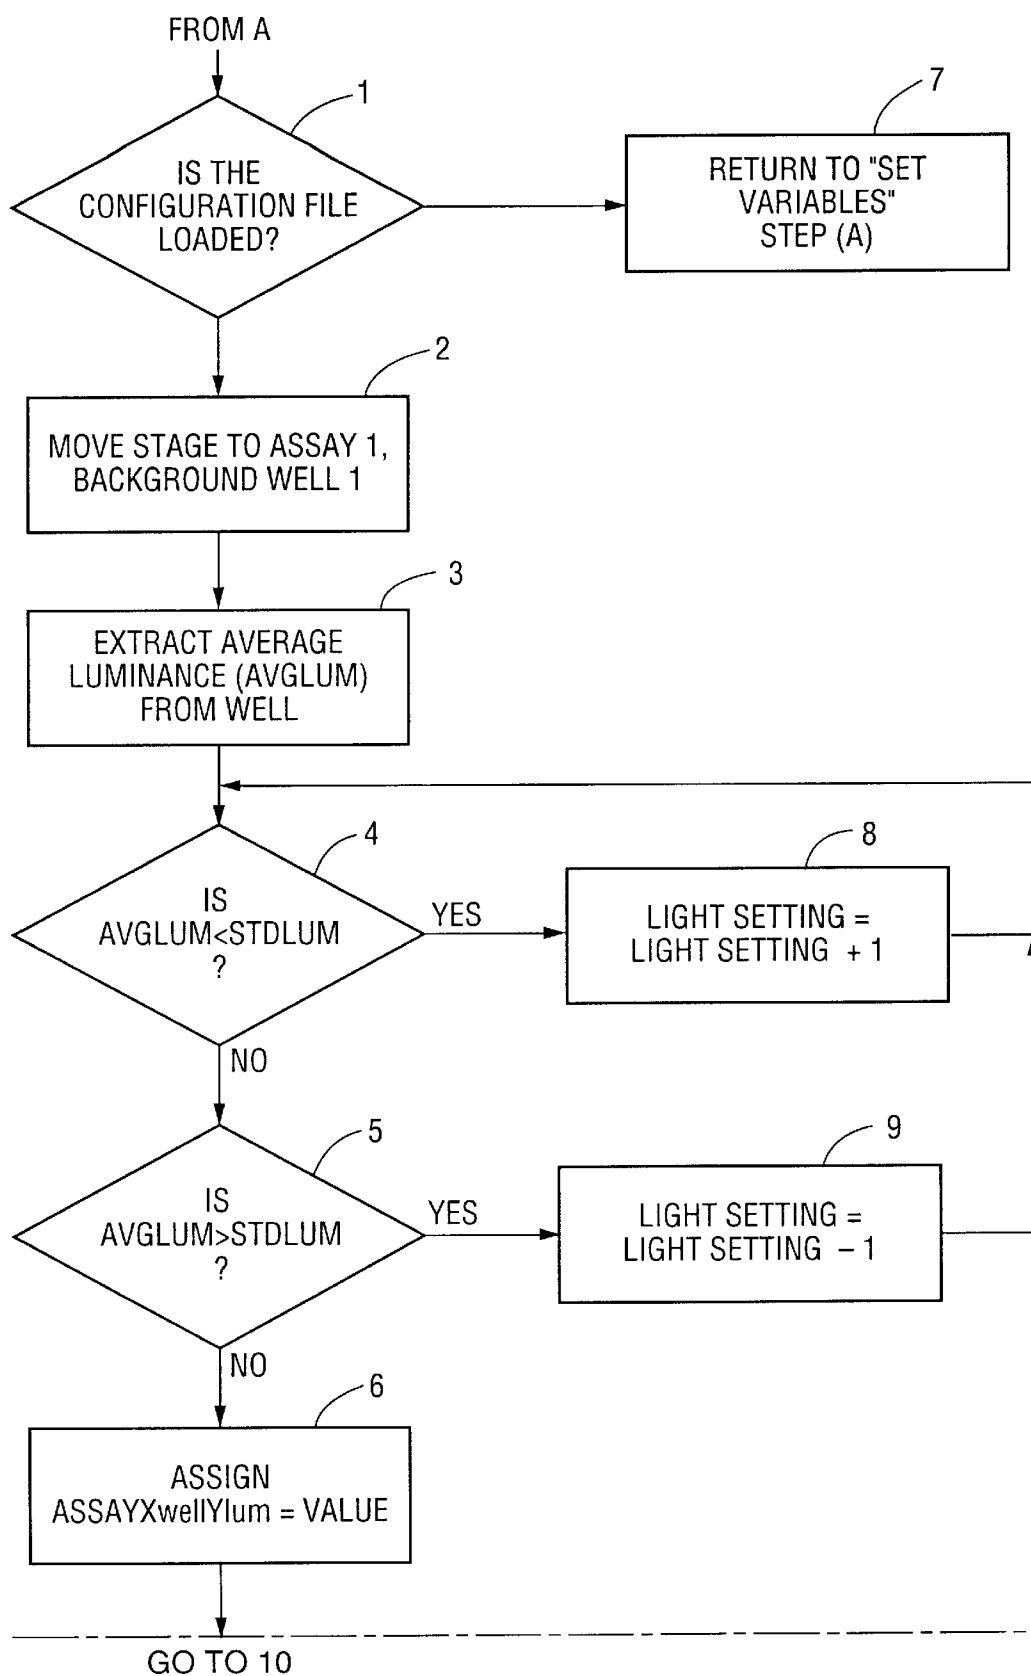 FROM A
1
IS THE
CONFIGURATION FILE
LOADED?
7
RETURN TO "SET
VARIABLES"
STEP (A)
2
MOVE STAGE TO ASSAY 1,
BACKGROUND WELL 1
3
EXTRACT AVERAGE
LUMINANCE (AVGLUM)
FROM WELL
4
IS
AVGLUM<STDLUM
?
YES
8
LIGHT SETTING =
LIGHT SETTING + 1
NO
5
IS
AVGLUM>STDLUM
?
YES
9
LIGHT SETTING =
LIGHT SETTING – 1
NO
6
ASSIGN
ASSAYXwellYlum = VALUE
GO TO 10